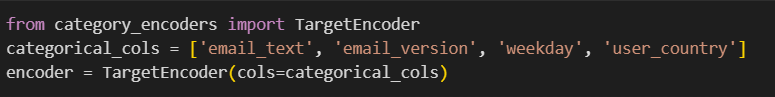 from category_encoders import TargetEncoder
categorical_cols = ['email_text', 'email_version', 'weekday', 'user_country']
encoder = TargetEncoder(cols=categorical_cols)